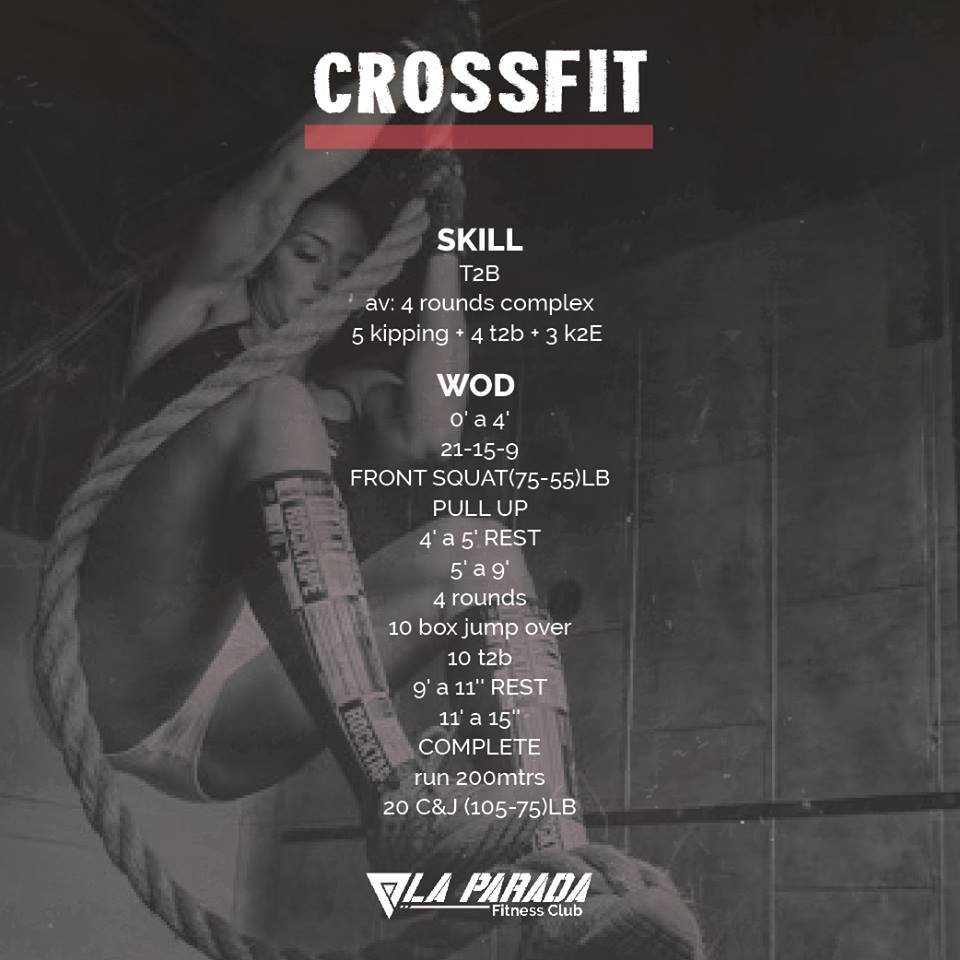 CROSSFIT
SKILL
T2B
av: 4 rounds complex
5 kipping + 4 t2b + 3 k2E
WOD
0' a 4'
21-15-9
FRONT SQUAT(75-55)LB
PULL UP
4' a 5' REST
5' a 9'
4 rounds
10 box jump over
10 t2b
9' a 11'' REST
11' a 15''
COMPLETE
run 200mtrs
20 C&J (105-75)LB
ROCKTAPE
ROCKTAPE
LA PARADA
Fitness Club